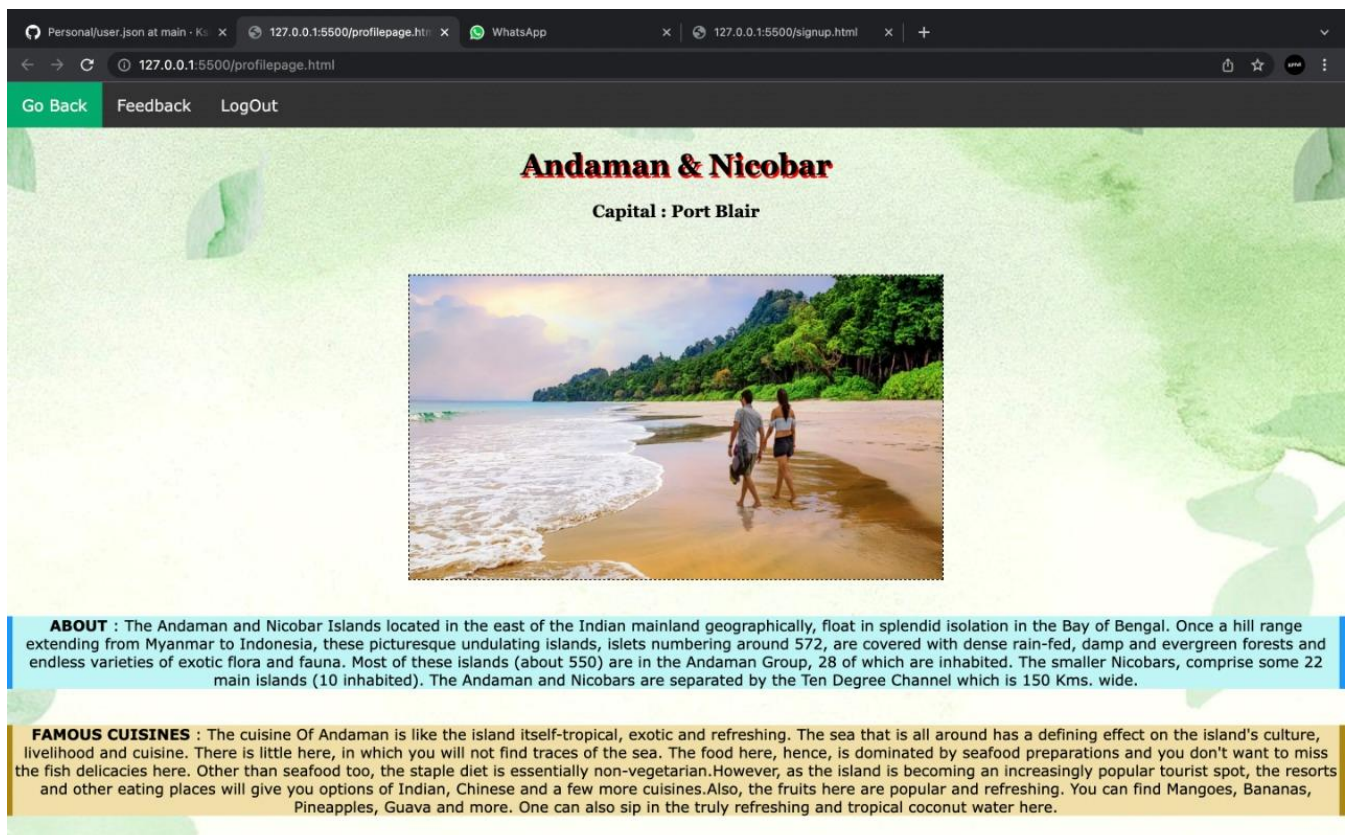 Personal/user.json at main · Ks
127.0.0.1:5500/profilepage.htm
WhatsApp
127.0.0.1:5500/signup.html
127.0.0.1:5500/profilepage.html
Go Back
Feedback
LogOut
Andaman & Nicobar
Capital : Port Blair
ABOUT : The Andaman and Nicobar Islands located in the east of the Indian mainland geographically, float in splendid isolation in the Bay of Bengal. Once a hill range
extending from Myanmar to Indonesia, these picturesque undulating islands, islets numbering around 572, are covered with dense rain-fed, damp and evergreen forests and
endless varieties of exotic flora and fauna. Most of these islands (about 550) are in the Andaman Group, 28 of which are inhabited. The smaller Nicobars, comprise some 22
main islands (10 inhabited). The Andaman and Nicobars are separated by the Ten Degree Channel which is 150 Kms. wide.
FAMOUS CUISINES : The cuisine Of Andaman is like the island itself-tropical, exotic and refreshing. The sea that is all around has a defining effect on the island's culture,
livelihood and cuisine. There is little here, in which you will not find traces of the sea. The food here, hence, is dominated by seafood preparations and you don't want to miss
the fish delicacies here. Other than seafood too, the staple diet is essentially non-vegetarian.However, as the island is becoming an increasingly popular tourist spot, the resorts
and other eating places will give you options of Indian, Chinese and a few more cuisines.Also, the fruits here are popular and refreshing. You can find Mangoes, Bananas,
Pineapples, Guava and more. One can also sip in the truly refreshing and tropical coconut water here.